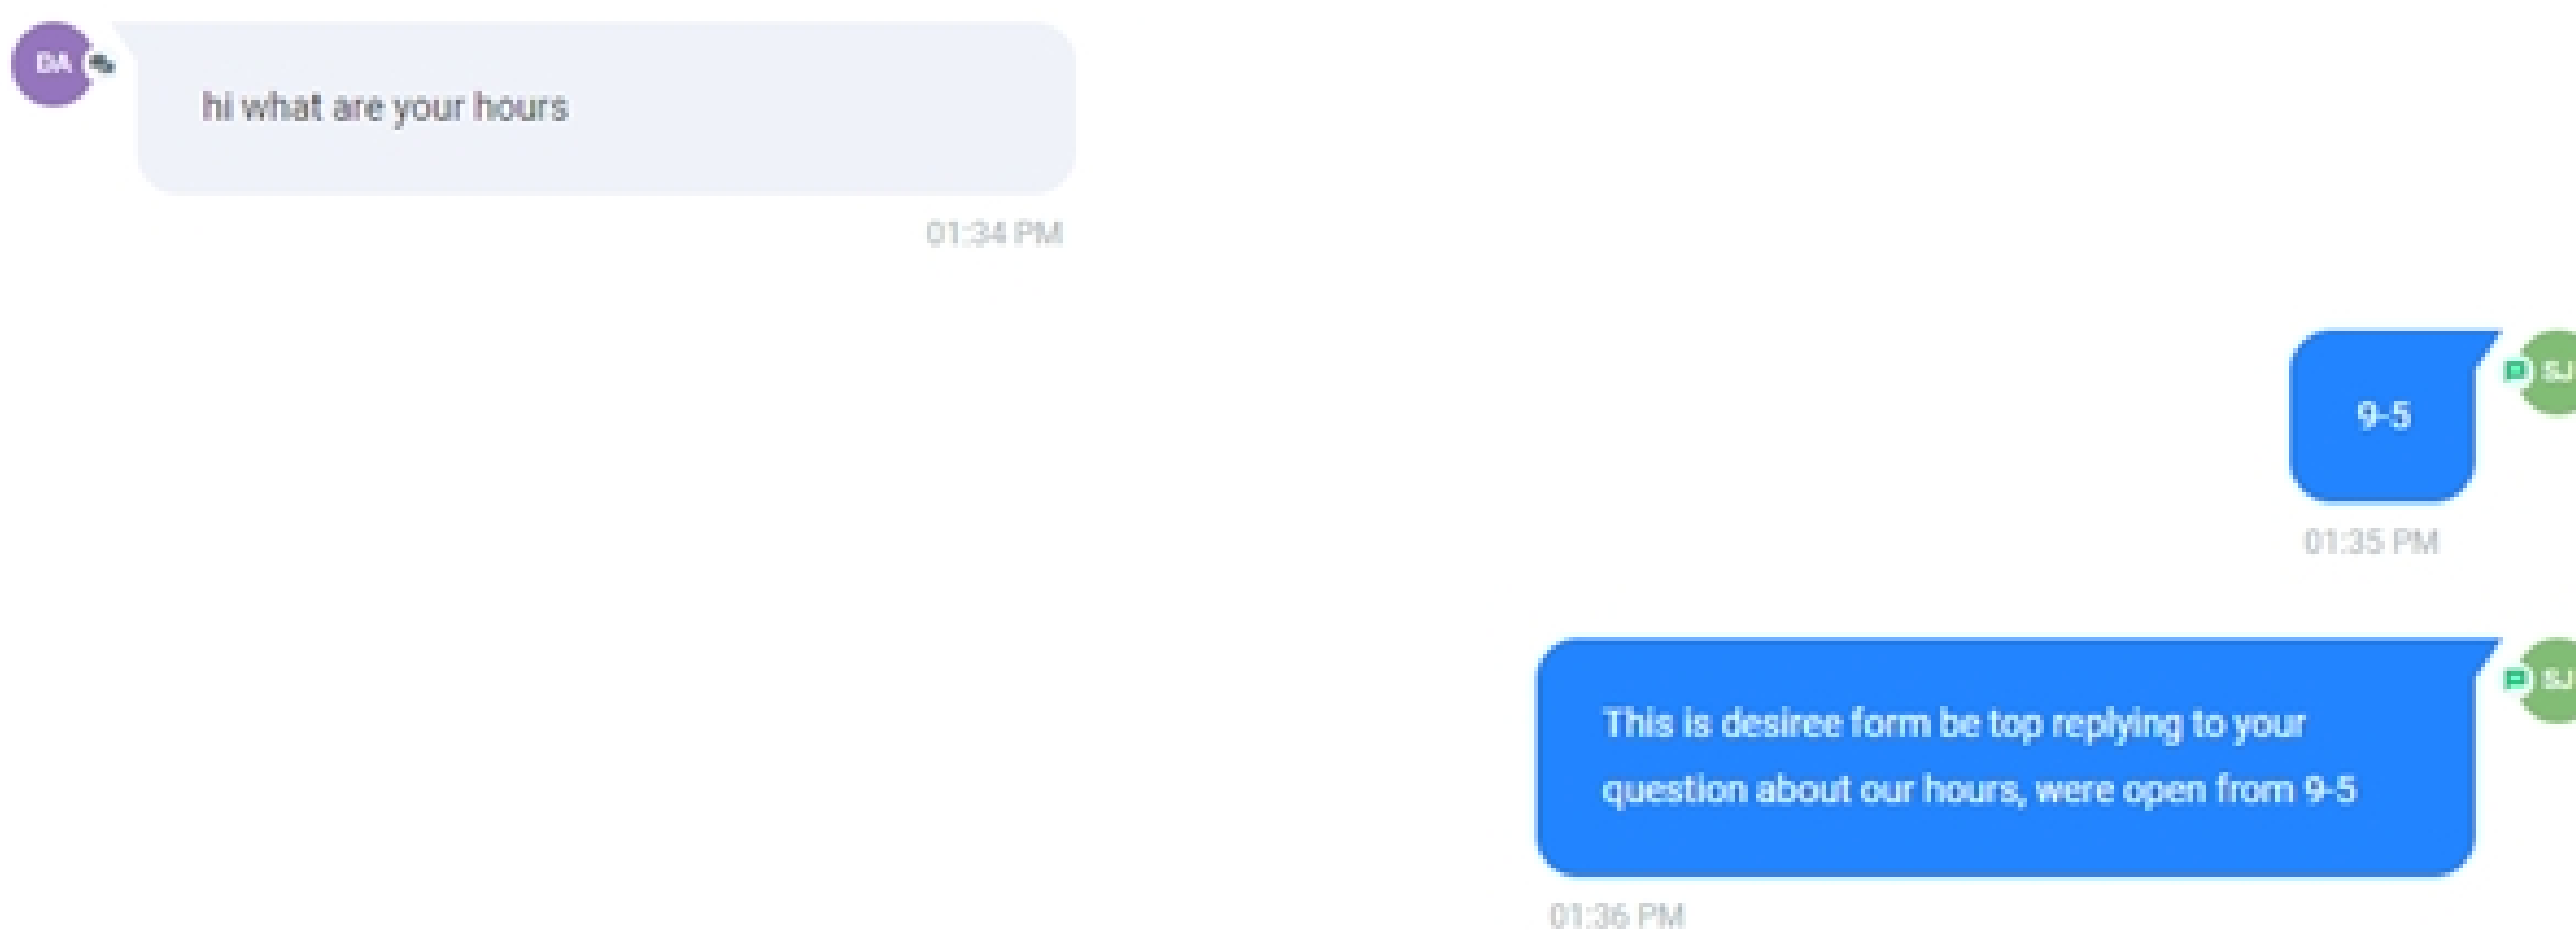 DA
hi what are your hours
01:34 PM
SJ
9-5
01:35 PM
SJ
This is desiree form be top replying to your
question about our hours, were open from 9-5
01:36 PM